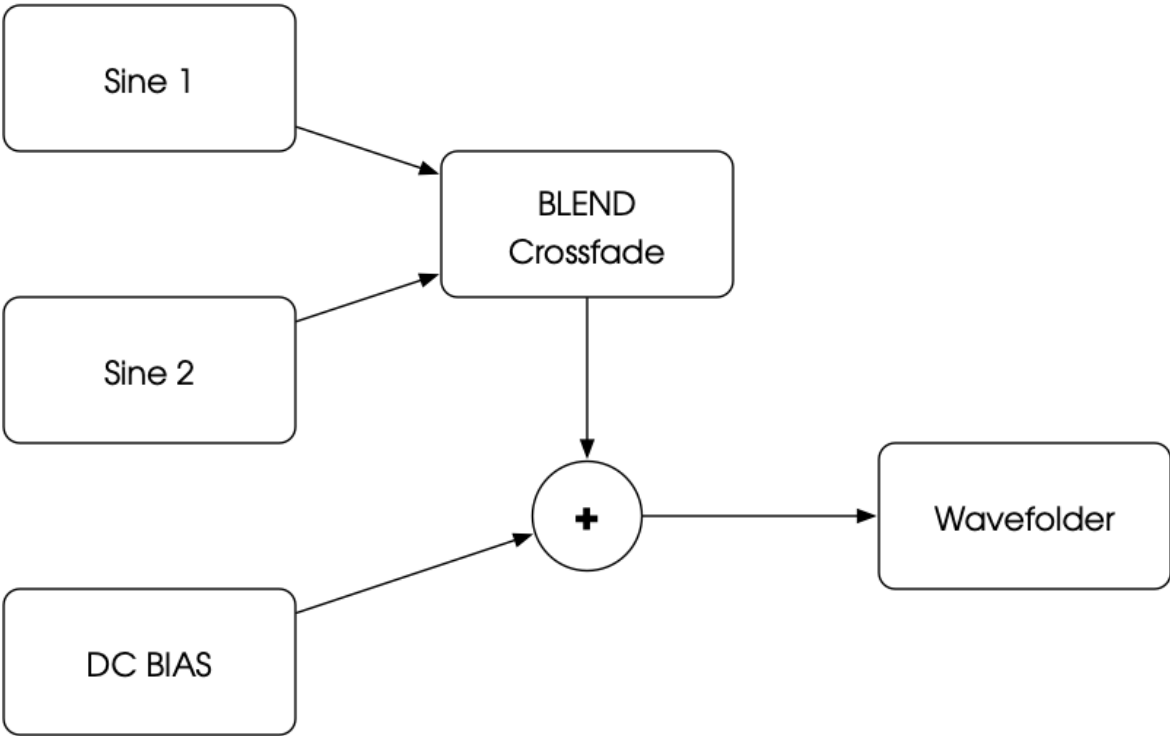 Sine 1
BLEND
Crossfade
Sine 2
+
Wavefolder
DC BIAS